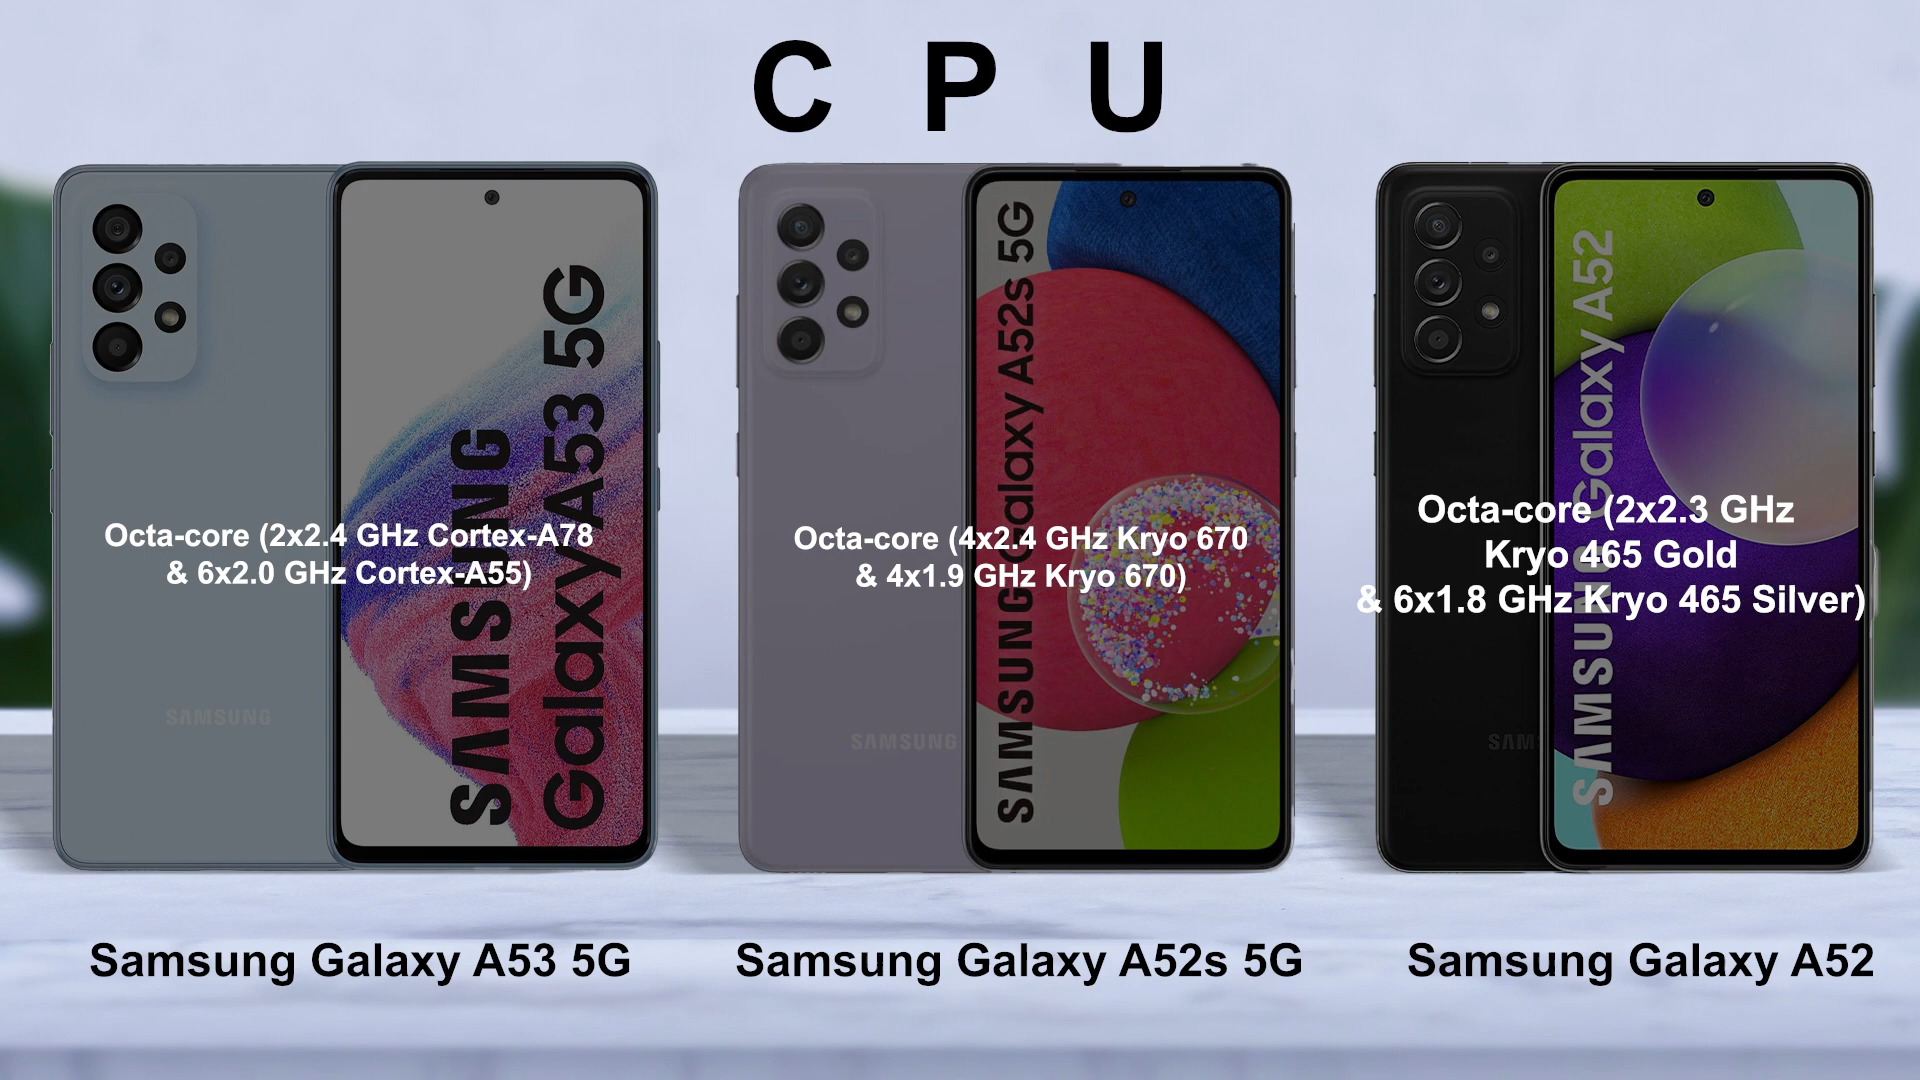 C P U
SAMSUNG
Galaxy A53 5G
SAMSUNG
Octa-core (2x2.4 GHz Cortex-A78
& 6x2.0 GHz Cortex-A55)
SAMSUNG Galaxy A52s 5G
SAMSUNG
Octa-core (4x2.4 GHz Kryo 670
& 4x1.9 GHz Kryo 670)
SAMSUNG Galaxy A52
SAM
Octa-core (2x2.3 GHz
Kryo 465 Gold
& 6x1.8 GHz Kryo 465 Silver)
Samsung Galaxy A53 5G
Samsung Galaxy A52s 5G
Samsung Galaxy A52